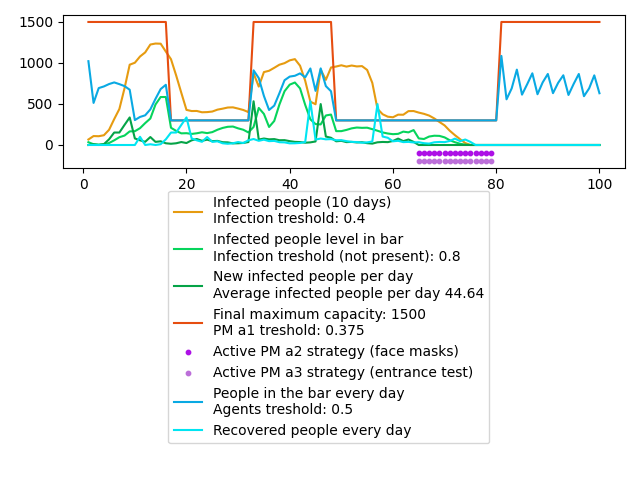 1500
1000
500
0
0 20 40 60 80 100
Infected people (10 days)
Infection treshold: 0.4
Infected people level in bar
Infection treshold (not present): 0.8
New infected people per day
Average infected people per day 44.64
Final maximum capacity: 1500
PM a1 treshold: 0.375
Active PM a2 strategy (face masks)
Active PM a3 strategy (entrance test)
People in the bar every day
Agents treshold: 0.5
Recovered people every day